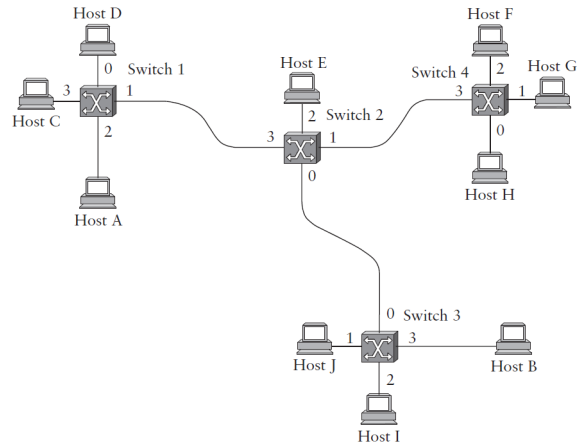 Host D
0
Switch 1
3
1
Host C
2
Host A
Host E
2
Switch 2
3
1
0
Host F
2
Switch 4
Host G
3
1
0
Host H
0
Switch 3
1
3
Host J
2
Host B
Host I